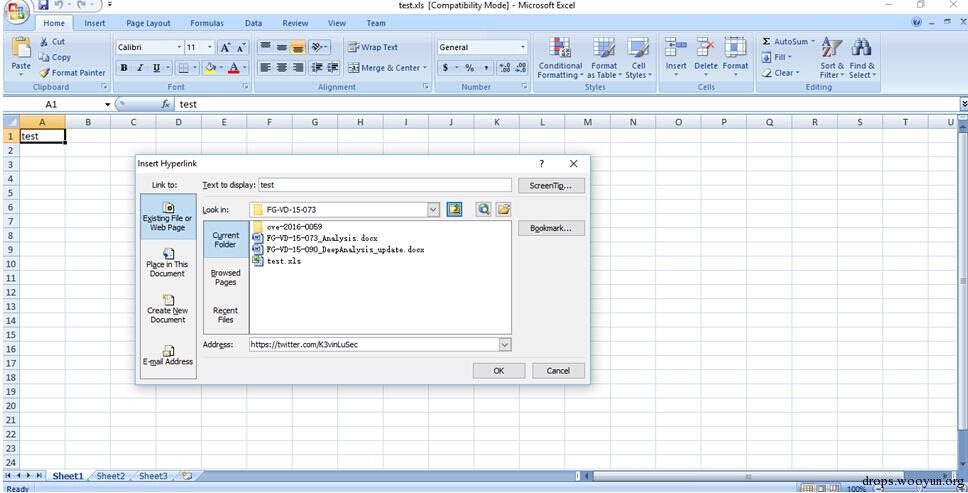 test.xls [Compatibility Mode] - Microsoft Excel
Home Insert Page Layout Formulas Data Review View Team
Paste
Cut
Copy
Format Painter
Clipboard
Calibri 11
B I U
Font
Wrap Text
Merge & Center
Alignment
General
$ % ,
Number
Conditional Formatting
Format as Table
Cell Styles
Styles
Insert Delete Format
Cells
AutoSum
Fill
Clear
Sort & Filter
Find & Select
Editing
A1 fx test
A B C D E F G H I J K L M N O P Q R S T U
1 test
2
3
4
5
6
7
8
9
10
11
12
13
14
15
16
17
18
19
20
21
22
23
24
Insert Hyperlink ?
Link to:
Text to display: test
ScreenTip...
Existing File or Web Page
Place in This Document
Create New Document
E-mail Address
Look in: FG-VD-15-073
Bookmark...
Current Folder
Browsed Pages
Recent Files
cve-2016-0059
FG-VD-15-073_Analysis.docx
FG-VD-15-090_DeepAnalysis_update.docx
test.xls
Address: https://twitter.com/K3vinLuSec
OK Cancel
Sheet1 Sheet2 Sheet3
Ready
100%
drops.wooyun.org